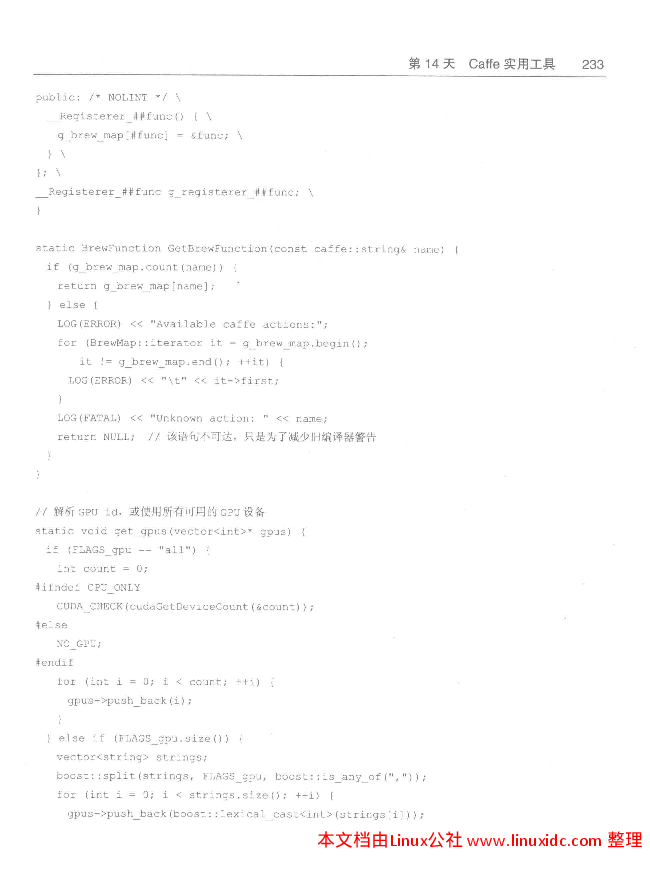 第 14 天 Caffe 实用工具 233
public: /* NOLINT */ \
__Registerer_##func() { \
g_brew_map[#func] = &func; \
} \
}; \
__Registerer_##func g_registerer_##func; \
}
static BrewFunction GetBrewFunction(const caffe::string& name) {
if (g_brew_map.count(name)) {
return g_brew_map[name];
} else {
LOG(ERROR) << "Available caffe actions:";
for (BrewMap::iterator it = g_brew_map.begin();
it != g_brew_map.end(); ++it) {
LOG(ERROR) << "\t" << it->first;
}
LOG(FATAL) << "Unknown action: " << name;
return NULL; // 该语句不可达，只是为了减少旧编译器警告
}
}
// 解析 GPU id，或使用所有可用的 GPU 设备
static void get_gpus(vector<int>* gpus) {
if (FLAGS_gpu == "all") {
int count = 0;
#ifndef CPU_ONLY
CUDA_CHECK(cudaGetDeviceCount(&count));
#else
NO_GPU;
#endif
for (int i = 0; i < count; ++i) {
gpus->push_back(i);
}
} else if (FLAGS_gpu.size()) {
vector<string> strings;
boost::split(strings, FLAGS_gpu, boost::is_any_of(","));
for (int i = 0; i < strings.size(); ++i) {
gpus->push_back(boost::lexical_cast<int>(strings[i]));
本文档由Linux公社 www.linuxidc.com 整理